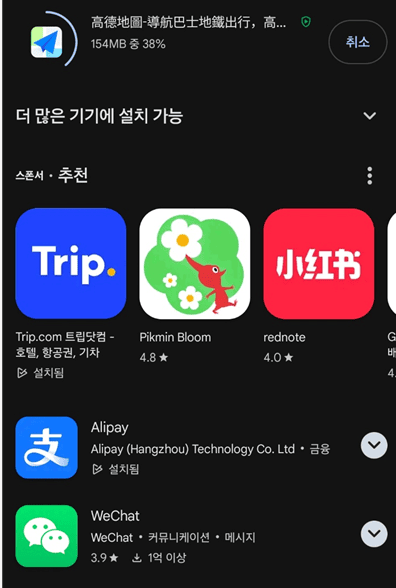 高德地圖-導航巴士地鐵出行，高...
154MB 중 38%
취소
더 많은 기기에 설치 가능
스폰서 • 추천
Trip.
小红书
Trip.com 트립닷컴 -
호텔, 항공권, 기차
설치됨
Pikmin Bloom
4.8 ★
rednote
4.0 ★
G
배
4.
支
Alipay
Alipay (Hangzhou) Technology Co. Ltd • 금융
설치됨
WeChat
WeChat • 커뮤니케이션 • 메시지
3.9 ★ 1억 이상